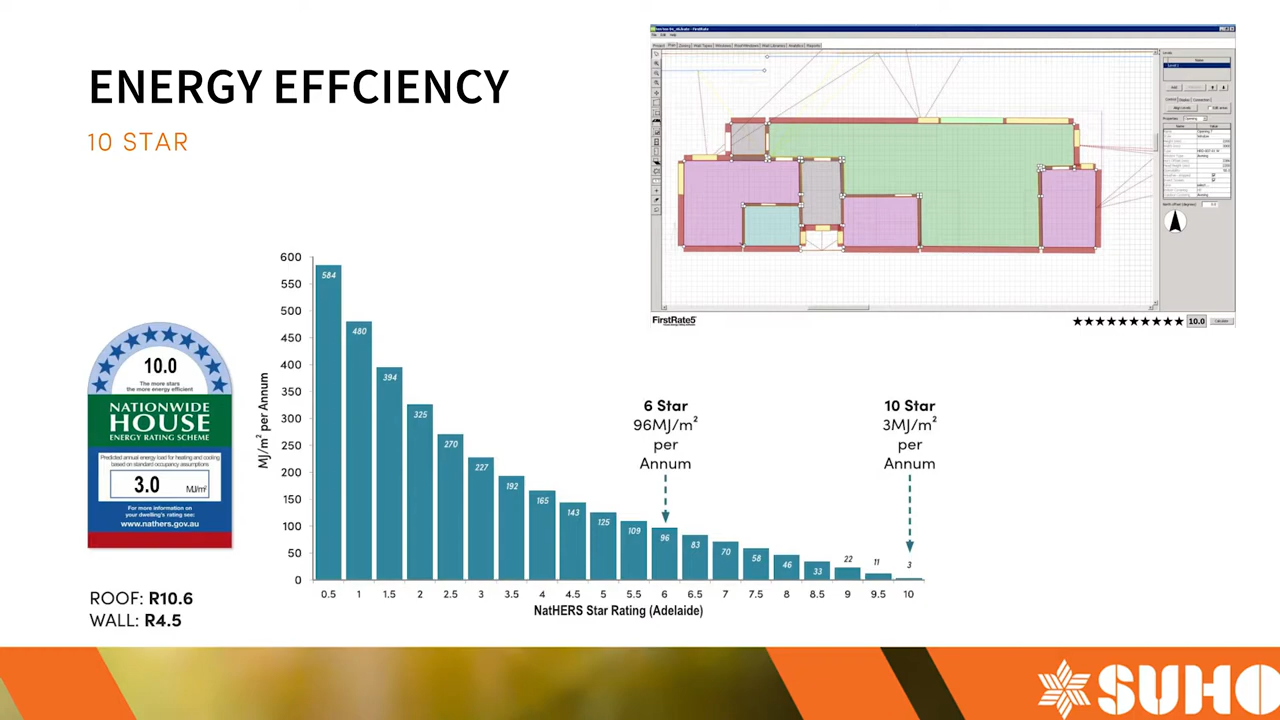 ENERGY EFFCIENCY
10 STAR
FirstRate5
10.0
10.0
The more stars
the more energy efficient
NATIONWIDE
HOUSE
ENERGY RATING SCHEME
Predicted annual energy load for heating and cooling
based on standard occupancy assumptions
3.0 MJ/m²
For more information on
your dwelling's rating see:
www.nathers.gov.au
ROOF: R10.6
WALL: R4.5
MJ/m² per Annum
600
550
500
450
400
350
300
250
200
150
100
50
0
584
480
394
325
270
227
192
165
143
125
109
96
83
70
58
46
33
22
11
3
6 Star
96MJ/m²
per
Annum
10 Star
3MJ/m²
per
Annum
0.5 1 1.5 2 2.5 3 3.5 4 4.5 5 5.5 6 6.5 7 7.5 8 8.5 9 9.5 10
NatHERS Star Rating (Adelaide)
SUHO